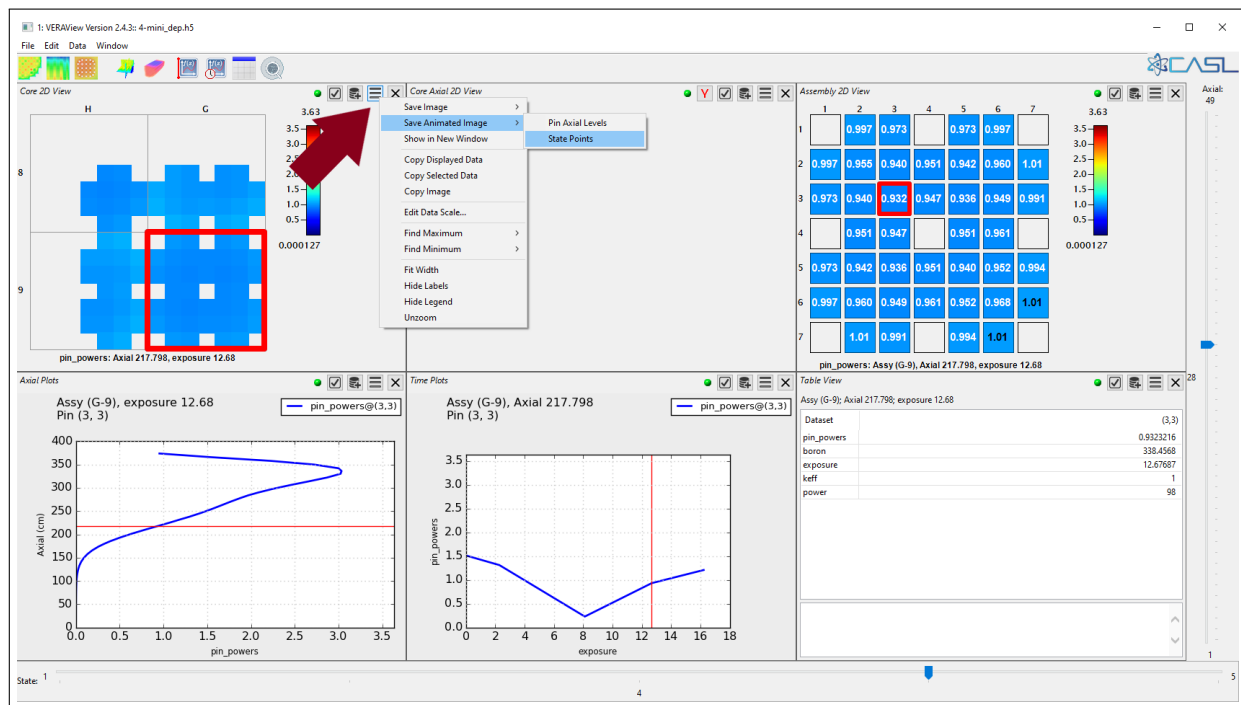 1: VERAView Version 2.4.3:: 4-mini_dep.h5
File Edit Data Window
CASL
Core 2D View
H G
8
9
3.63
3.5
3.0
2.5
2.0
1.5
1.0
0.5
0.000127
pin_powers: Axial 217.798, exposure 12.68
Core Axial 2D View
Y
Save Image >
Save Animated Image >
Show in New Window
Copy Displayed Data
Copy Selected Data
Copy Image
Edit Data Scale...
Find Maximum >
Find Minimum >
Fit Width
Hide Labels
Hide Legend
Unzoom
Pin Axial Levels
State Points
Assembly 2D View
1 2 3 4 5 6 7
1 0.997 0.973 0.973 0.997
2 0.997 0.955 0.940 0.951 0.942 0.960 1.01
3 0.973 0.940 0.932 0.947 0.936 0.949 0.991
4 0.951 0.947 0.951 0.961
5 0.973 0.942 0.936 0.951 0.940 0.952 0.994
6 0.997 0.960 0.949 0.961 0.952 0.968 1.01
7 1.01 0.991 0.994 1.01
3.63
3.5
3.0
2.5
2.0
1.5
1.0
0.5
0.000127
pin_powers: Assy (G-9), Axial 217.798, exposure 12.68
Axial:
49
28
1
Axial Plots
Assy (G-9), exposure 12.68
Pin (3, 3)
pin_powers@(3,3)
Axial (cm)
400
350
300
250
200
150
100
50
0
0.0 0.5 1.0 1.5 2.0 2.5 3.0 3.5
pin_powers
Time Plots
Assy (G-9), Axial 217.798
Pin (3, 3)
pin_powers@(3,3)
pin_powers
3.5
3.0
2.5
2.0
1.5
1.0
0.5
0.0
0 2 4 6 8 10 12 14 16 18
exposure
Table View
Assy (G-9); Axial 217.798; exposure 12.68
Dataset (3,3)
pin_powers 0.9323216
boron 338.4568
exposure 12.67687
keff 1
power 98
State: 1 5
4